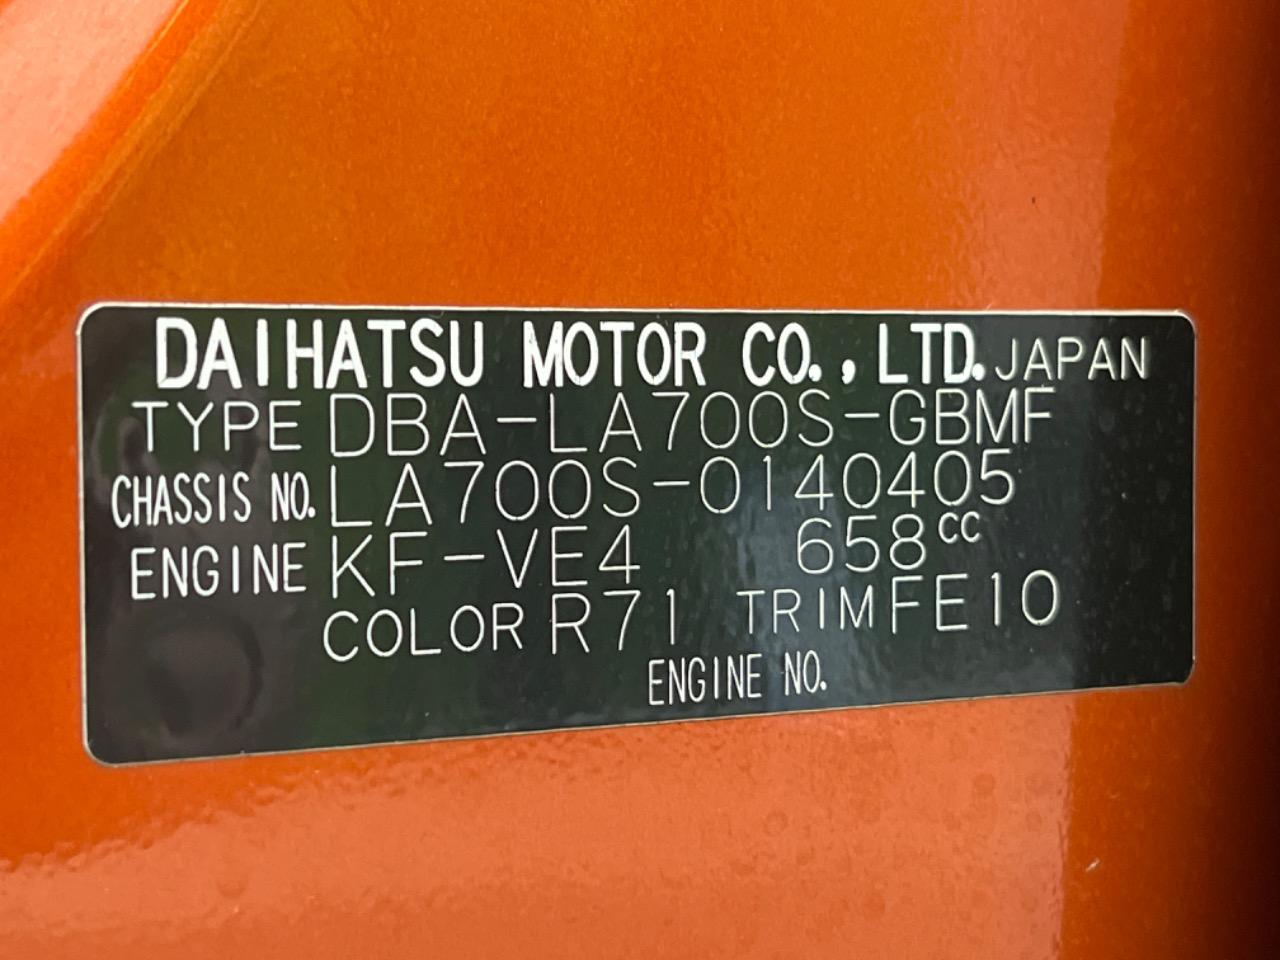 DAIHATSU MOTOR CO., LTD. JAPAN
TYPE DBA-LA700S-GBMF
CHASSIS NO. LA700S-0140405
ENGINE KF-VE4 658cc
COLOR R71 TRIM FE10
ENGINE NO.